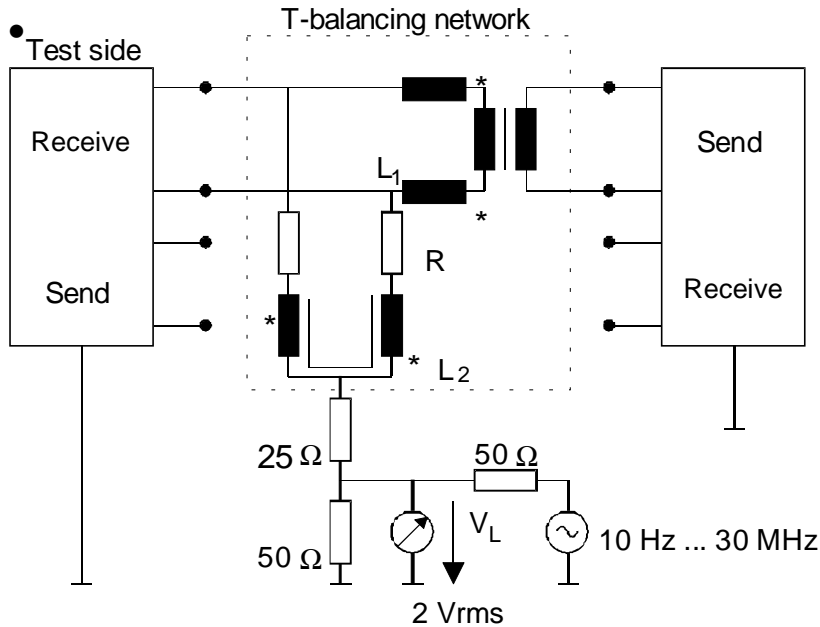 T-balancing network
•
Test side
*
Receive
Send
L1
*
R
Send
Receive
*
*
L2
25 Ω
50 Ω
50 Ω
VL
10 Hz ... 30 MHz
2 Vrms